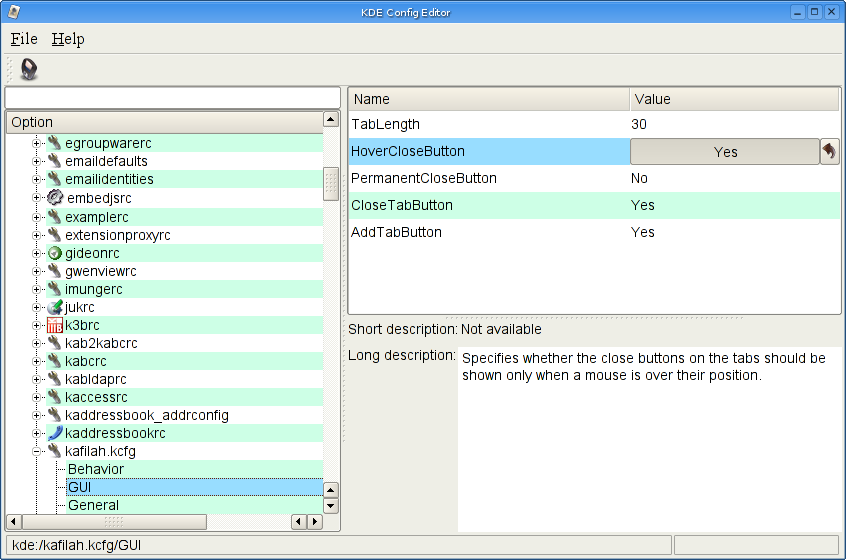 KDE Config Editor
File Help
Option
egroupwarerc
emaildefaults
emailidentities
embedjsrc
examplerc
extensionproxyrc
gideonrc
gwenviewrc
imungerc
jukrc
k3brc
kab2kabcrc
kabcrc
kabldaprc
kaccessrc
kaddressbook_addrconfig
kaddressbookrc
kafilah.kcfg
Behavior
GUI
General
Name Value
TabLength 30
HoverCloseButton Yes
PermanentCloseButton No
CloseTabButton Yes
AddTabButton Yes
Short description: Not available
Long description: Specifies whether the close buttons on the tabs should be
shown only when a mouse is over their position.
kde:/kafilah.kcfg/GUI